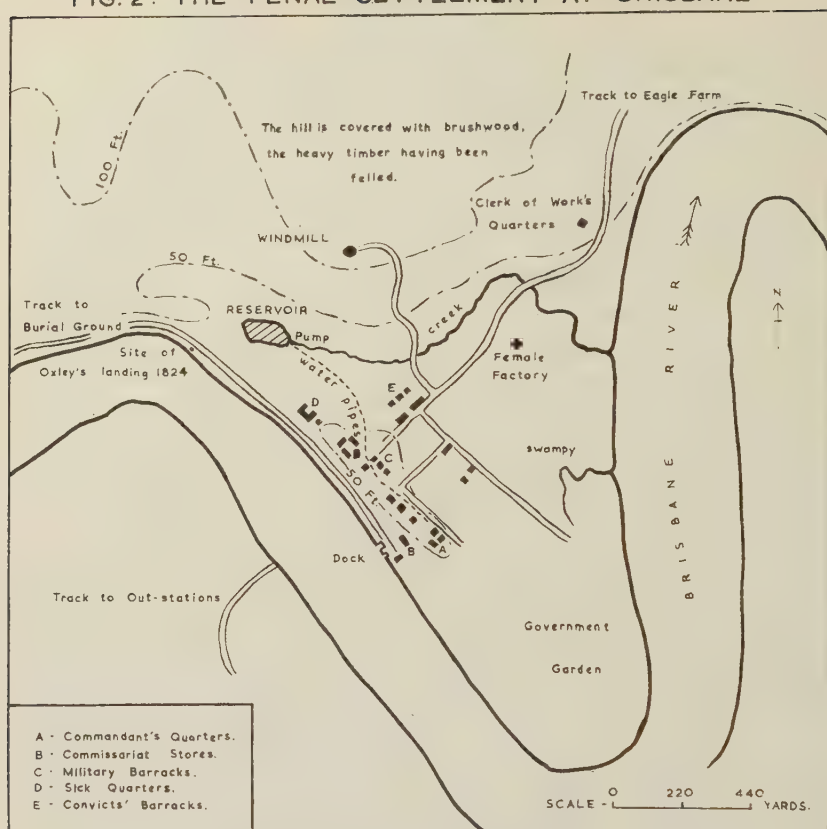 FIG. 2: THE PENAL SETTLEMENT AT BRISBANE
Track to Eagle Farm
The hill is covered with brushwood,
the heavy timber having been
felled.
100 Ft.
Clerk of Work's
Quarters
WINDMILL
50 Ft.
RESERVOIR
Track to
Burial Ground
Pump
creek
Site of
Oxley's landing 1824
water pipes
Female
Factory
RIVER
BRISBANE
N
E
D
C
swampy
50 Ft.
B
A
Dock
Track to Out-stations
Government
Garden
A - Commandant's Quarters.
B - Commissariat Stores.
C - Military Barracks.
D - Sick Quarters.
E - Convicts' Barracks.
0 220 440
SCALE - YARDS.